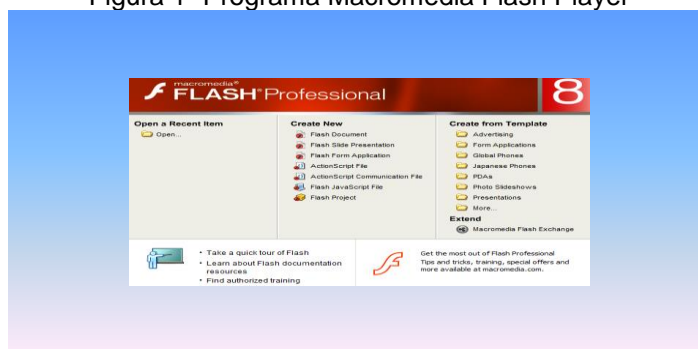 Figura 1- Programa Macromedia Flash Player
macromedia®
FLASH® Professional 8
Open a Recent Item
Open...
Create New
Flash Document
Flash Slide Presentation
Flash Form Application
ActionScript File
ActionScript Communication File
Flash JavaScript File
Flash Project
Create from Template
Advertising
Form Applications
Global Phones
Japanese Phones
PDAs
Photo Slideshows
Presentations
More...
Extend
Macromedia Flash Exchange
• Take a quick tour of Flash
• Learn about Flash documentation
resources
• Find authorized training
Get the most out of Flash Professional
Tips and tricks, training, special offers and
more available at macromedia.com.